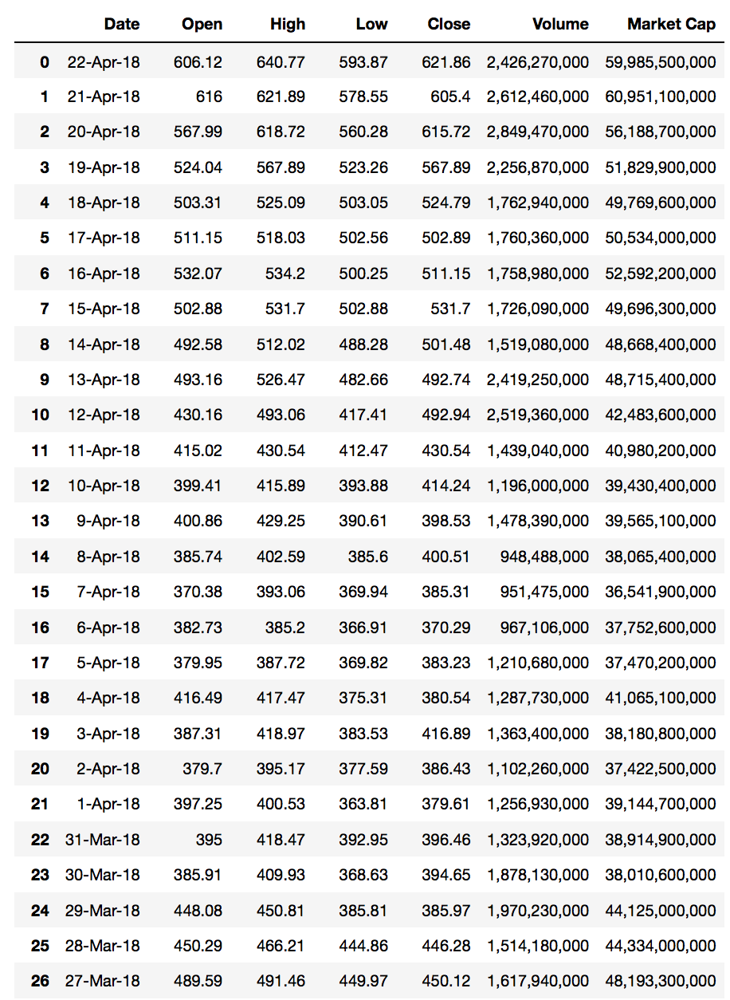 Date Open High Low Close Volume Market Cap
0 22-Apr-18 606.12 640.77 593.87 621.86 2,426,270,000 59,985,500,000
1 21-Apr-18 616 621.89 578.55 605.4 2,612,460,000 60,951,100,000
2 20-Apr-18 567.99 618.72 560.28 615.72 2,849,470,000 56,188,700,000
3 19-Apr-18 524.04 567.89 523.26 567.89 2,256,870,000 51,829,900,000
4 18-Apr-18 503.31 525.09 503.05 524.79 1,762,940,000 49,769,600,000
5 17-Apr-18 511.15 518.03 502.56 502.89 1,760,360,000 50,534,000,000
6 16-Apr-18 532.07 534.2 500.25 511.15 1,758,980,000 52,592,200,000
7 15-Apr-18 502.88 531.7 502.88 531.7 1,726,090,000 49,696,300,000
8 14-Apr-18 492.58 512.02 488.28 501.48 1,519,080,000 48,668,400,000
9 13-Apr-18 493.16 526.47 482.66 492.74 2,419,250,000 48,715,400,000
10 12-Apr-18 430.16 493.06 417.41 492.94 2,519,360,000 42,483,600,000
11 11-Apr-18 415.02 430.54 412.47 430.54 1,439,040,000 40,980,200,000
12 10-Apr-18 399.41 415.89 393.88 414.24 1,196,000,000 39,430,400,000
13 9-Apr-18 400.86 429.25 390.61 398.53 1,478,390,000 39,565,100,000
14 8-Apr-18 385.74 402.59 385.6 400.51 948,488,000 38,065,400,000
15 7-Apr-18 370.38 393.06 369.94 385.31 951,475,000 36,541,900,000
16 6-Apr-18 382.73 385.2 366.91 370.29 967,106,000 37,752,600,000
17 5-Apr-18 379.95 387.72 369.82 383.23 1,210,680,000 37,470,200,000
18 4-Apr-18 416.49 417.47 375.31 380.54 1,287,730,000 41,065,100,000
19 3-Apr-18 387.31 418.97 383.53 416.89 1,363,400,000 38,180,800,000
20 2-Apr-18 379.7 395.17 377.59 386.43 1,102,260,000 37,422,500,000
21 1-Apr-18 397.25 400.53 363.81 379.61 1,256,930,000 39,144,700,000
22 31-Mar-18 395 418.47 392.95 396.46 1,323,920,000 38,914,900,000
23 30-Mar-18 385.91 409.93 368.63 394.65 1,878,130,000 38,010,600,000
24 29-Mar-18 448.08 450.81 385.81 385.97 1,970,230,000 44,125,000,000
25 28-Mar-18 450.29 466.21 444.86 446.28 1,514,180,000 44,334,000,000
26 27-Mar-18 489.59 491.46 449.97 450.12 1,617,940,000 48,193,300,000